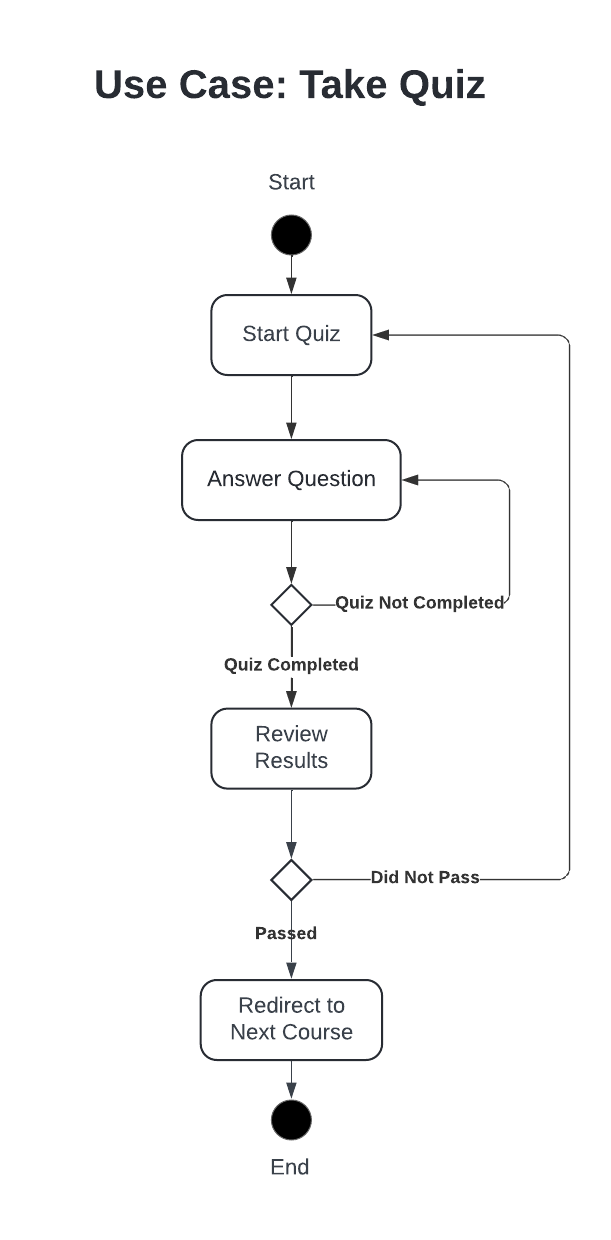 Use Case: Take Quiz
Start
Start Quiz
Answer Question
Quiz Not Completed
Quiz Completed
Review
Results
Did Not Pass
Passed
Redirect to
Next Course
End